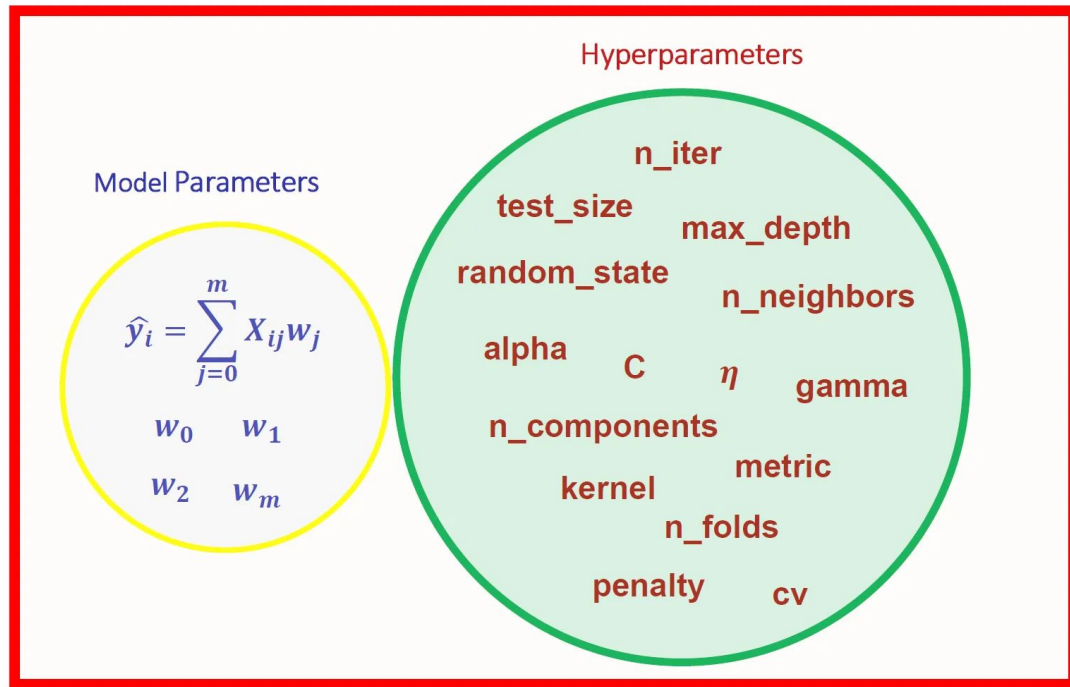 Hyperparameters
Model Parameters
ŷᵢ = ∑ⱼ₌₀ᵐ Xᵢⱼwⱼ
w₀ w₁
w₂ wₘ
n_iter
test_size
max_depth
random_state
n_neighbors
alpha
C
η
gamma
n_components
metric
kernel
n_folds
penalty
cv